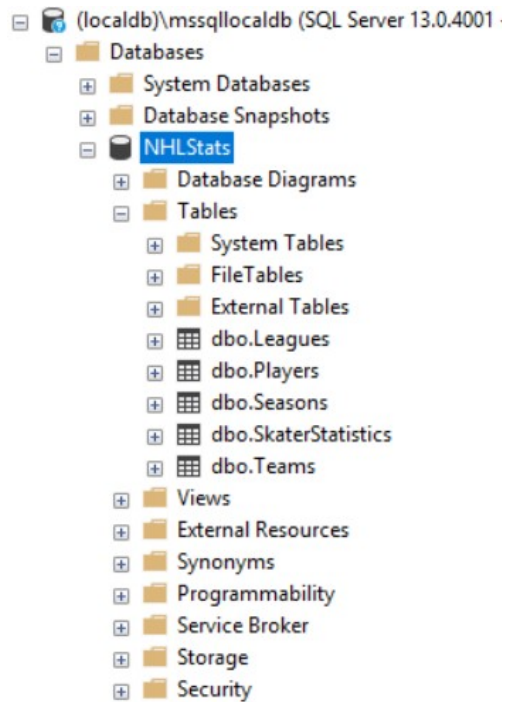 (localdb)\mssqllocaldb (SQL Server 13.0.4001 -
Databases
System Databases
Database Snapshots
NHLStats
Database Diagrams
Tables
System Tables
FileTables
External Tables
dbo.Leagues
dbo.Players
dbo.Seasons
dbo.SkaterStatistics
dbo.Teams
Views
External Resources
Synonyms
Programmability
Service Broker
Storage
Security